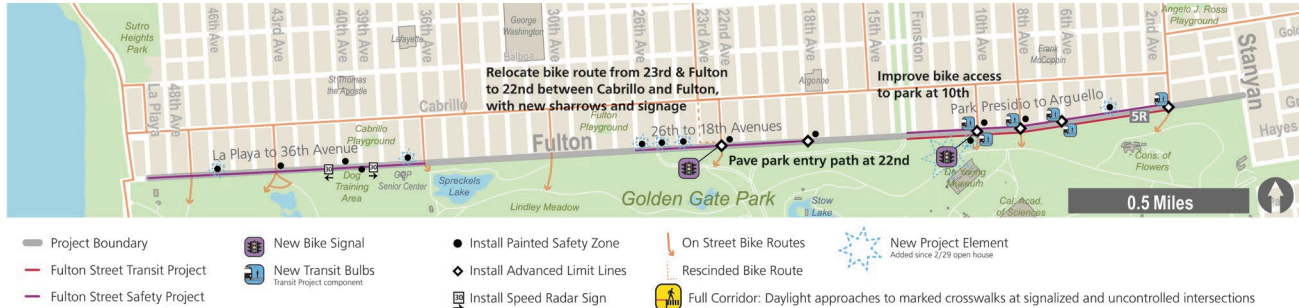 46th Ave
43rd Ave
40th Ave
39th Ave
36th Ave
30th Ave
26th Ave
23rd Ave
22nd Ave
18th Ave
15th Ave
Funston
10th Ave
8th Ave
6th Ave
2nd Ave
Angelo J. Rossi
Playground
Stanyan
Sutro
Heights
Park
Lafayette
George
Washington
Balboa
Frank
McCoppin
Argonne
St Thomas
the Apostle
La Playa
48th Ave
Cabrillo
Cabrillo
Playground
Relocate bike route from 23rd & Fulton
to 22nd between Cabrillo and Fulton,
with new sharrows and signage
Improve bike access
to park at 10th
Park Presidio to Arguello
5R
Hayes
Fulton
Playground
26th to 18th Avenues
Fulton
La Playa to 36th Avenue
Pave park entry path at 22nd
30
30
Dog
Training
Area
GGP
Senior Center
Spreckels
Lake
Lindley Meadow
Golden Gate Park
Stow
Lake
De Young
Museum
Cal. Acad.
of Sciences
Cons. of
Flowers
0.5 Miles
Project Boundary
Fulton Street Transit Project
Fulton Street Safety Project
New Bike Signal
New Transit Bulbs
Transit Project component
Install Painted Safety Zone
Install Advanced Limit Lines
30 Install Speed Radar Sign
On Street Bike Routes
Rescinded Bike Route
New Project Element
Added since 2/29 open house
Full Corridor: Daylight approaches to marked crosswalks at signalized and uncontrolled intersections